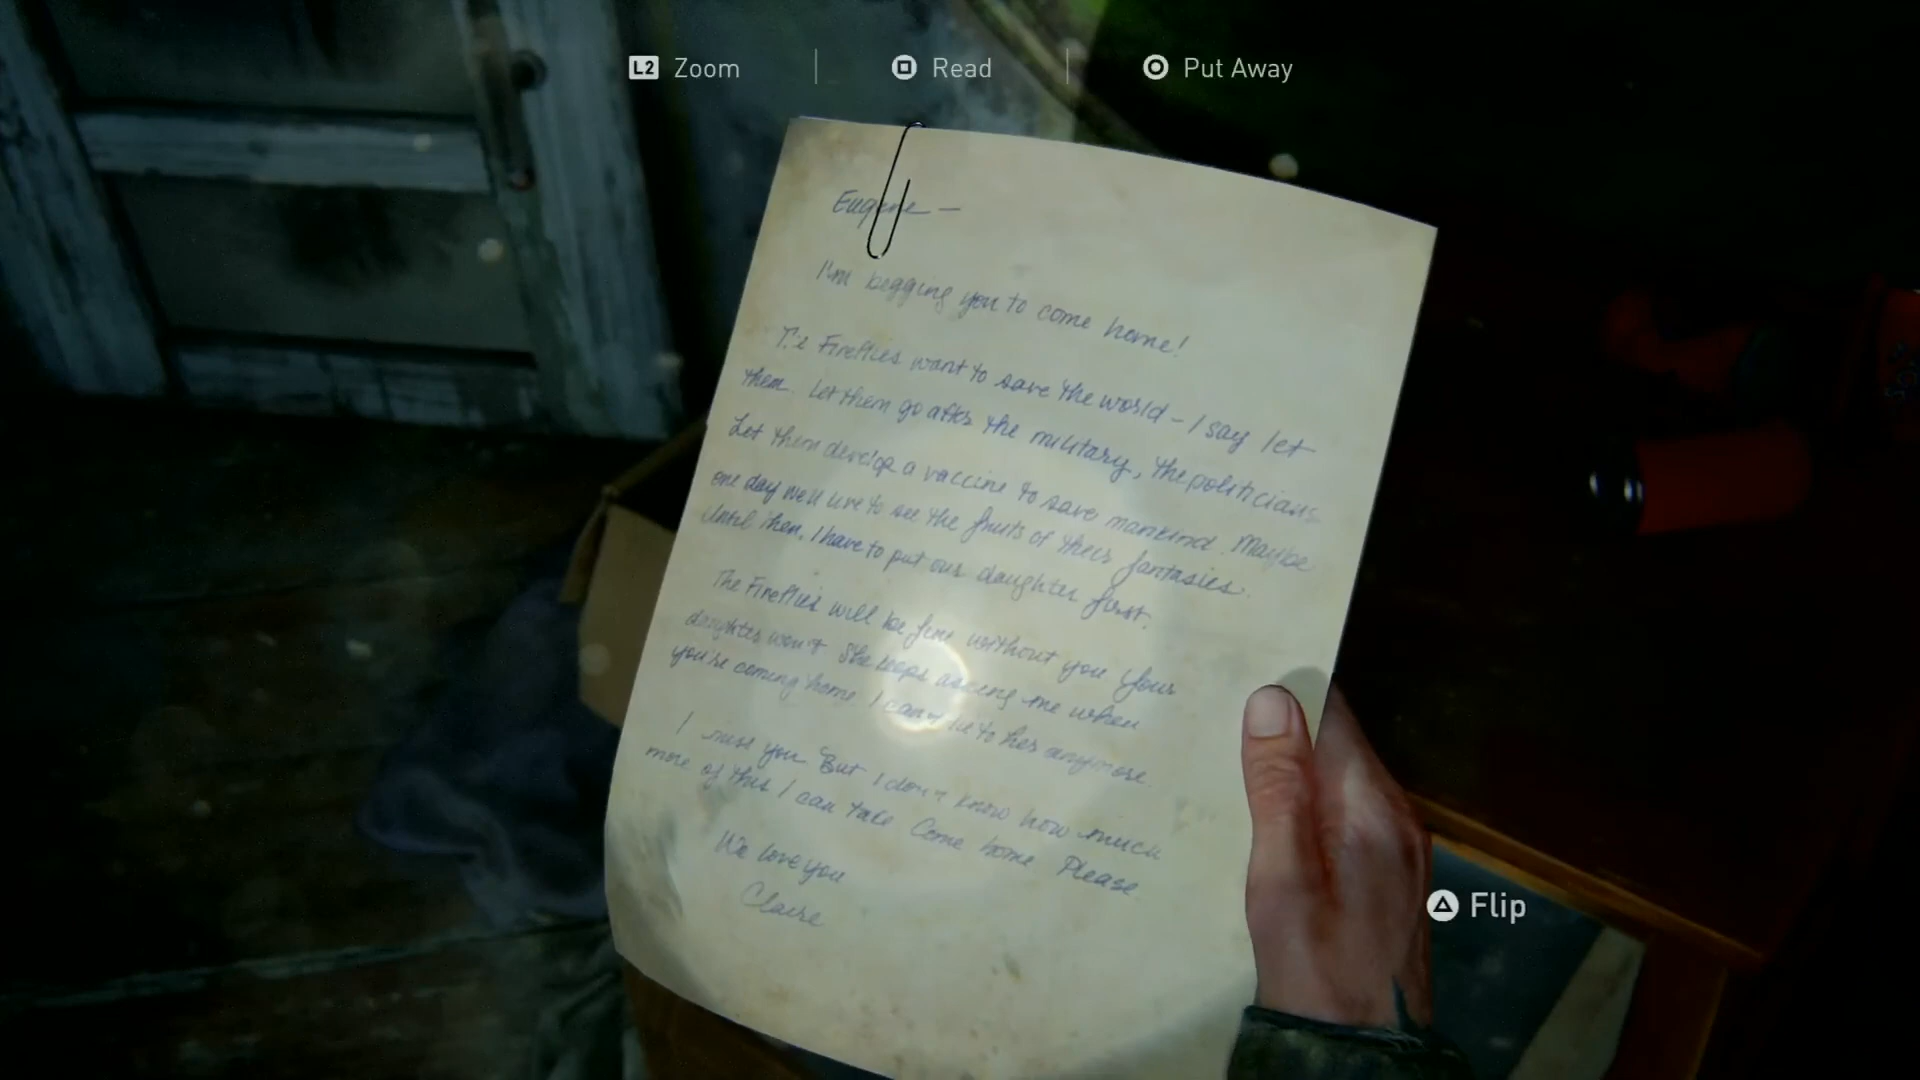 L2 Zoom | Read | Put Away
Eugene —
I'm begging you to come home!
The Fireflies want to save the world - I say let
them. Let them go after the military, the politicians.
Let them develop a vaccine to save mankind. Maybe
one day we'll live to see the fruits of their fantasies.
Until then, I have to put our daughter first.
The Fireflies will be fine without you. Your
daughter won't. She keeps asking me when
you're coming home. I can't lie to her anymore.
I miss you. But I don't know how much
more of this I can take. Come home. Please.
We love you
Claire
Flip